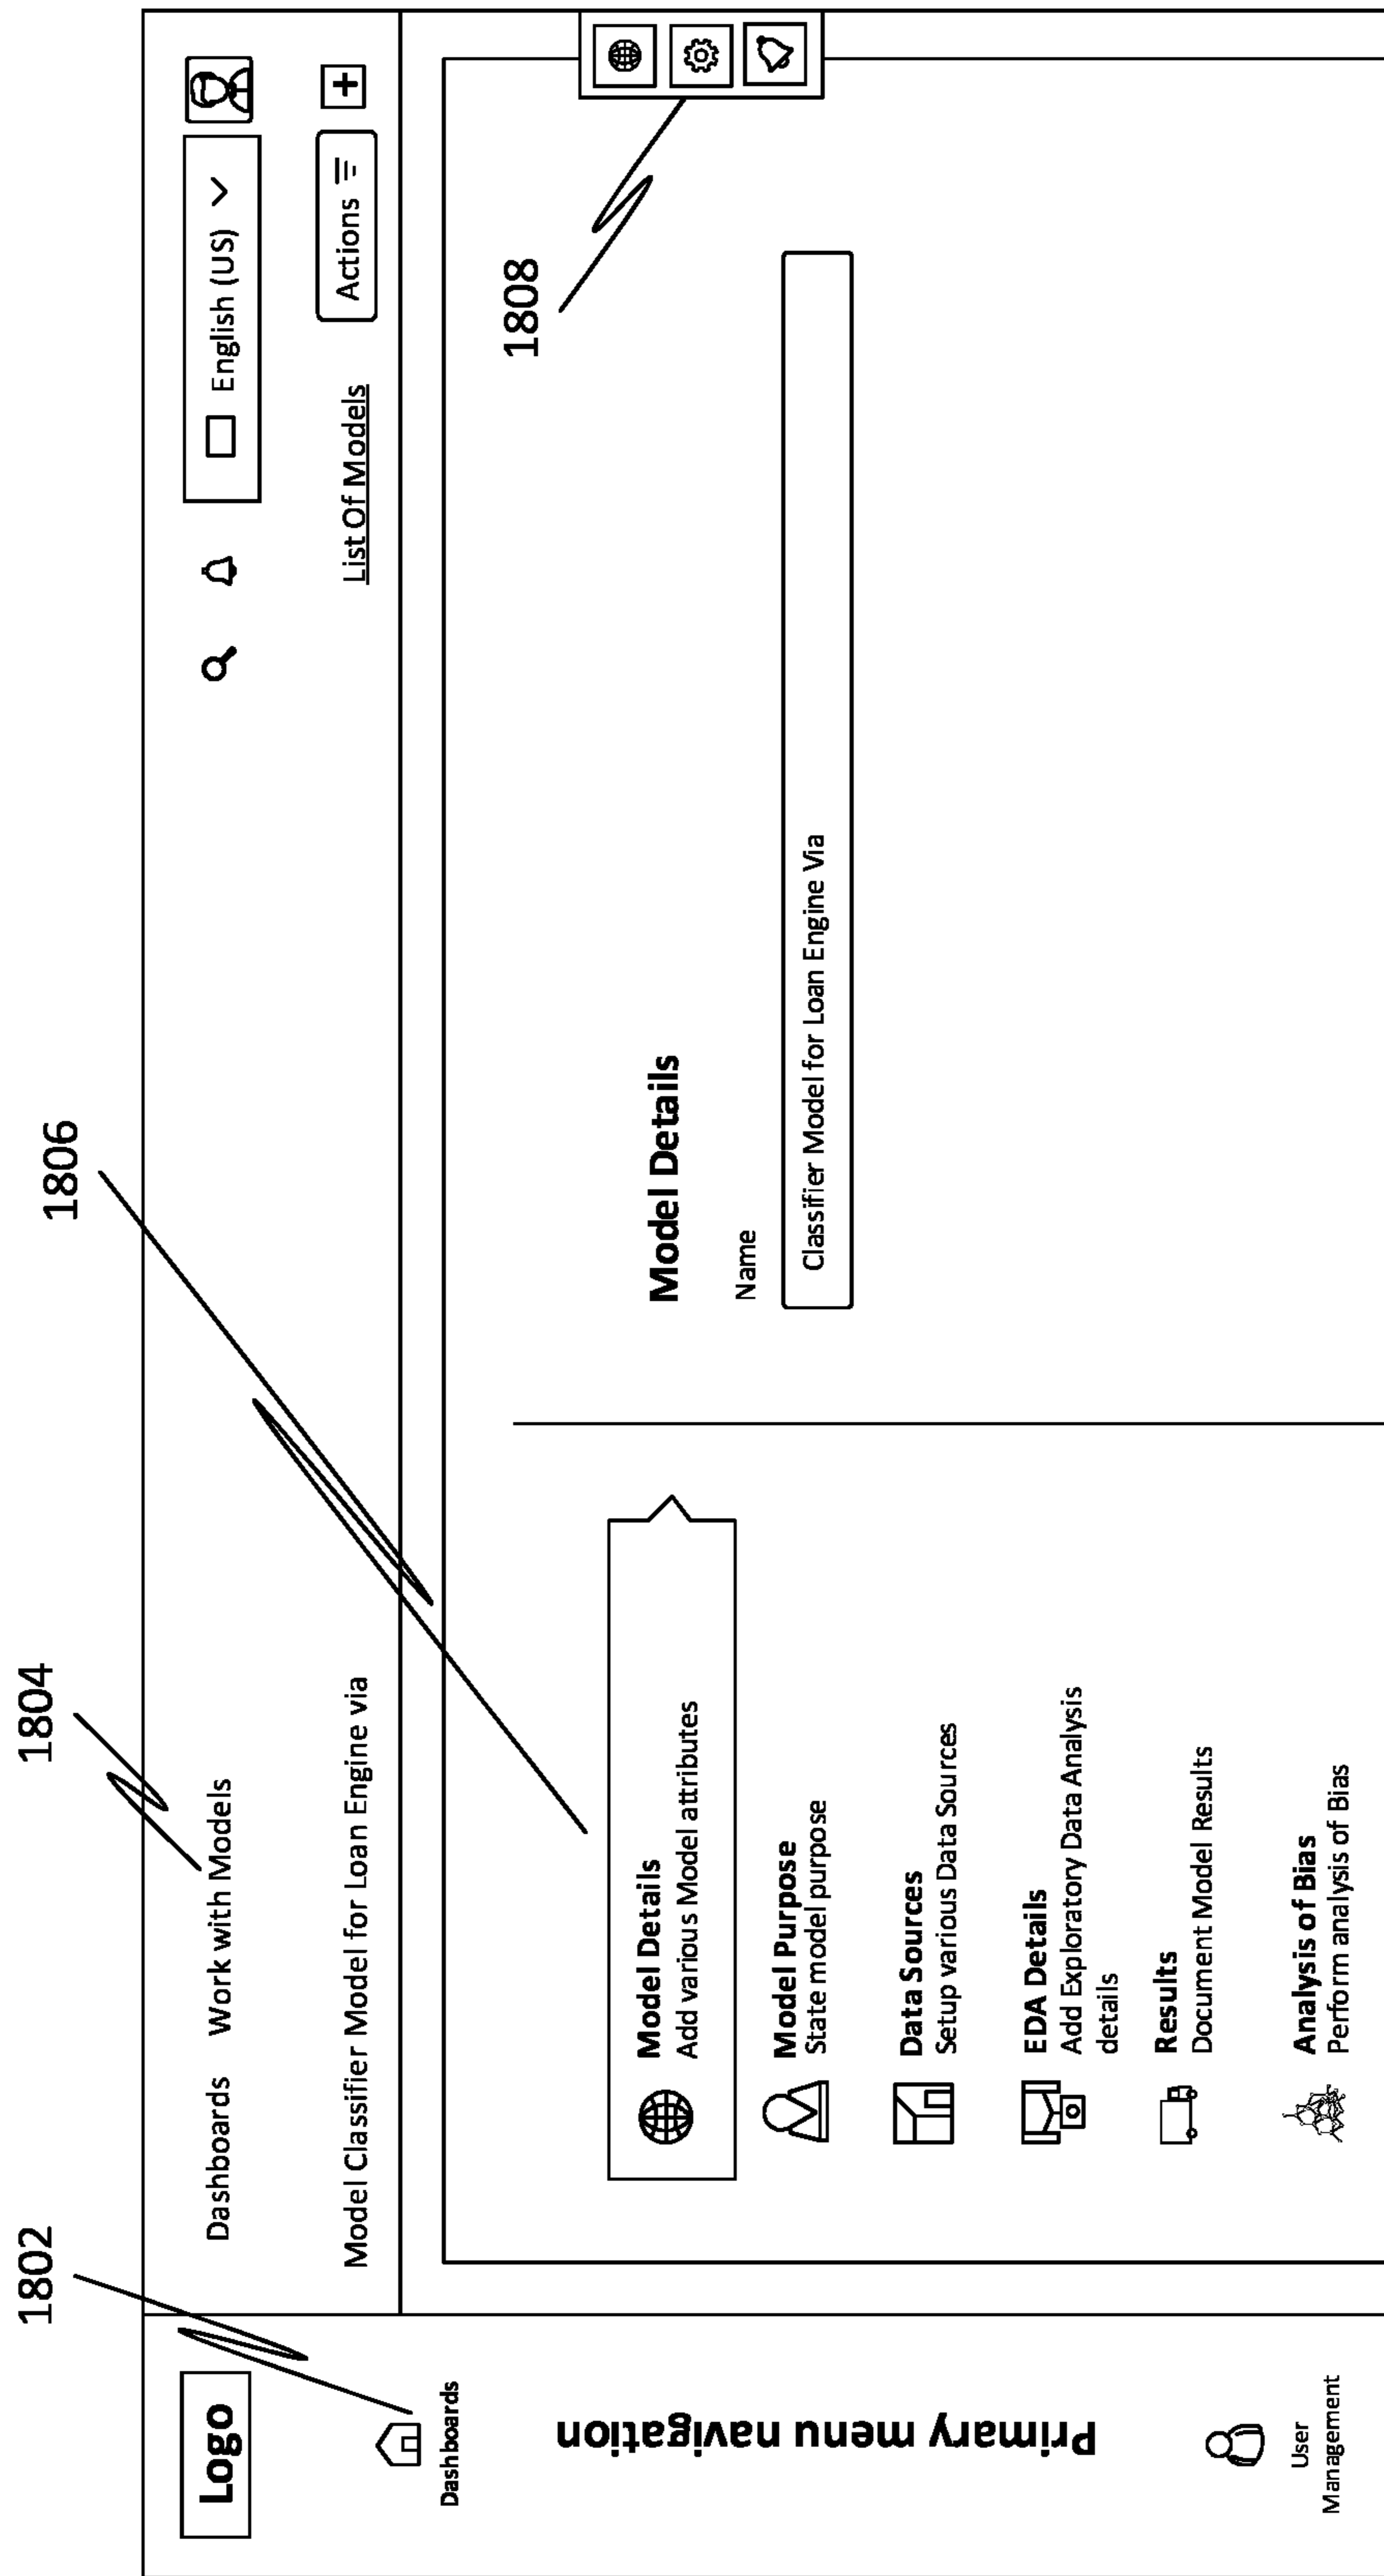 1802
1804
1806
Logo
Dashboards
Work with Models
English (US)
Model Classifier Model for Loan Engine via
List Of Models
Actions
1808
Dashboards
Primary menu navigation
User
Management
Model Details
Add various Model attributes
Model Purpose
State model purpose
Data Sources
Setup various Data Sources
EDA Details
Add Exploratory Data Analysis
details
Results
Document Model Results
Analysis of Bias
Perform analysis of Bias
Model Details
Name
Classifier Model for Loan Engine Via